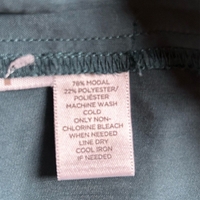 78% MODAL
22% POLYESTER/
POLIÉSTER
MACHINE WASH
COLD
ONLY NON-
CHLORINE BLEACH
WHEN NEEDED
LINE DRY
COOL IRON
IF NEEDED